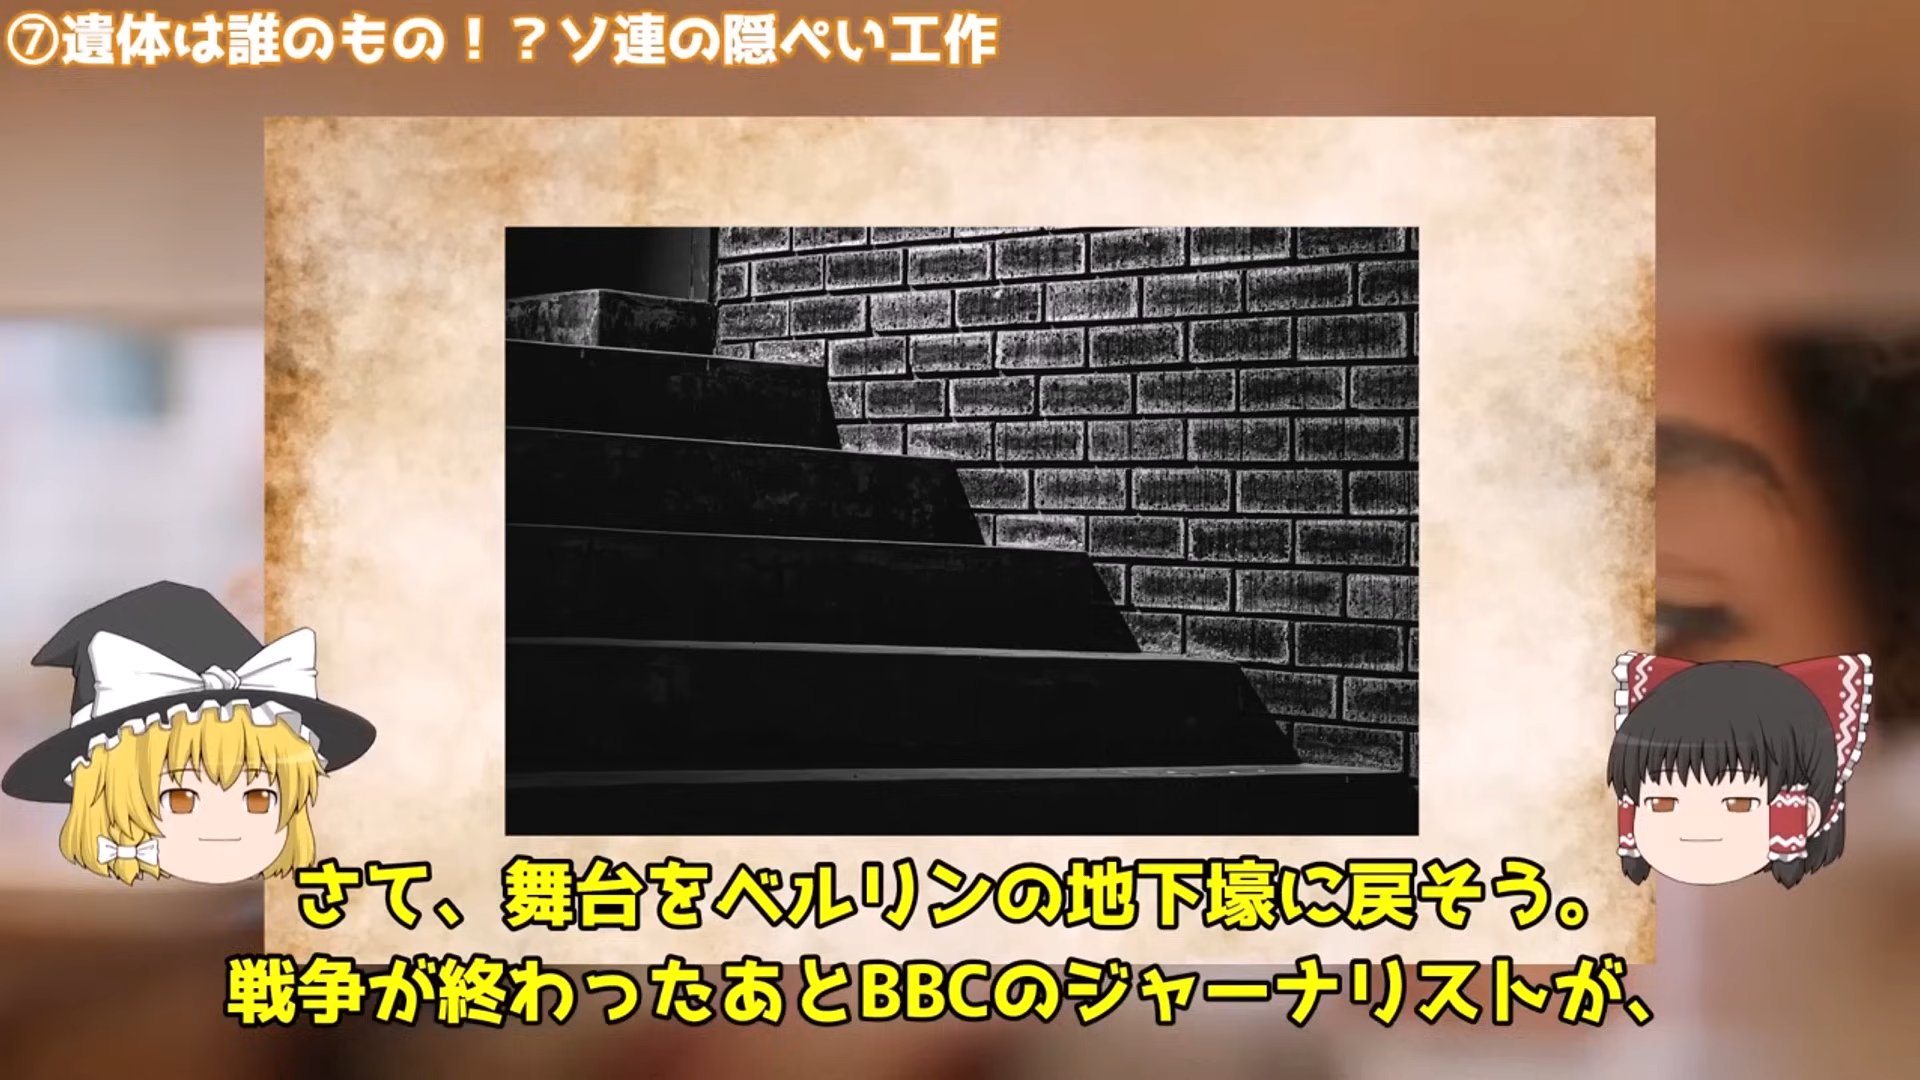 ⑦遺体は誰のもの！？ソ連の隠ぺい工作
さて、舞台をベルリンの地下壕に戻そう。
戦争が終わったあとBBCのジャーナリストが、